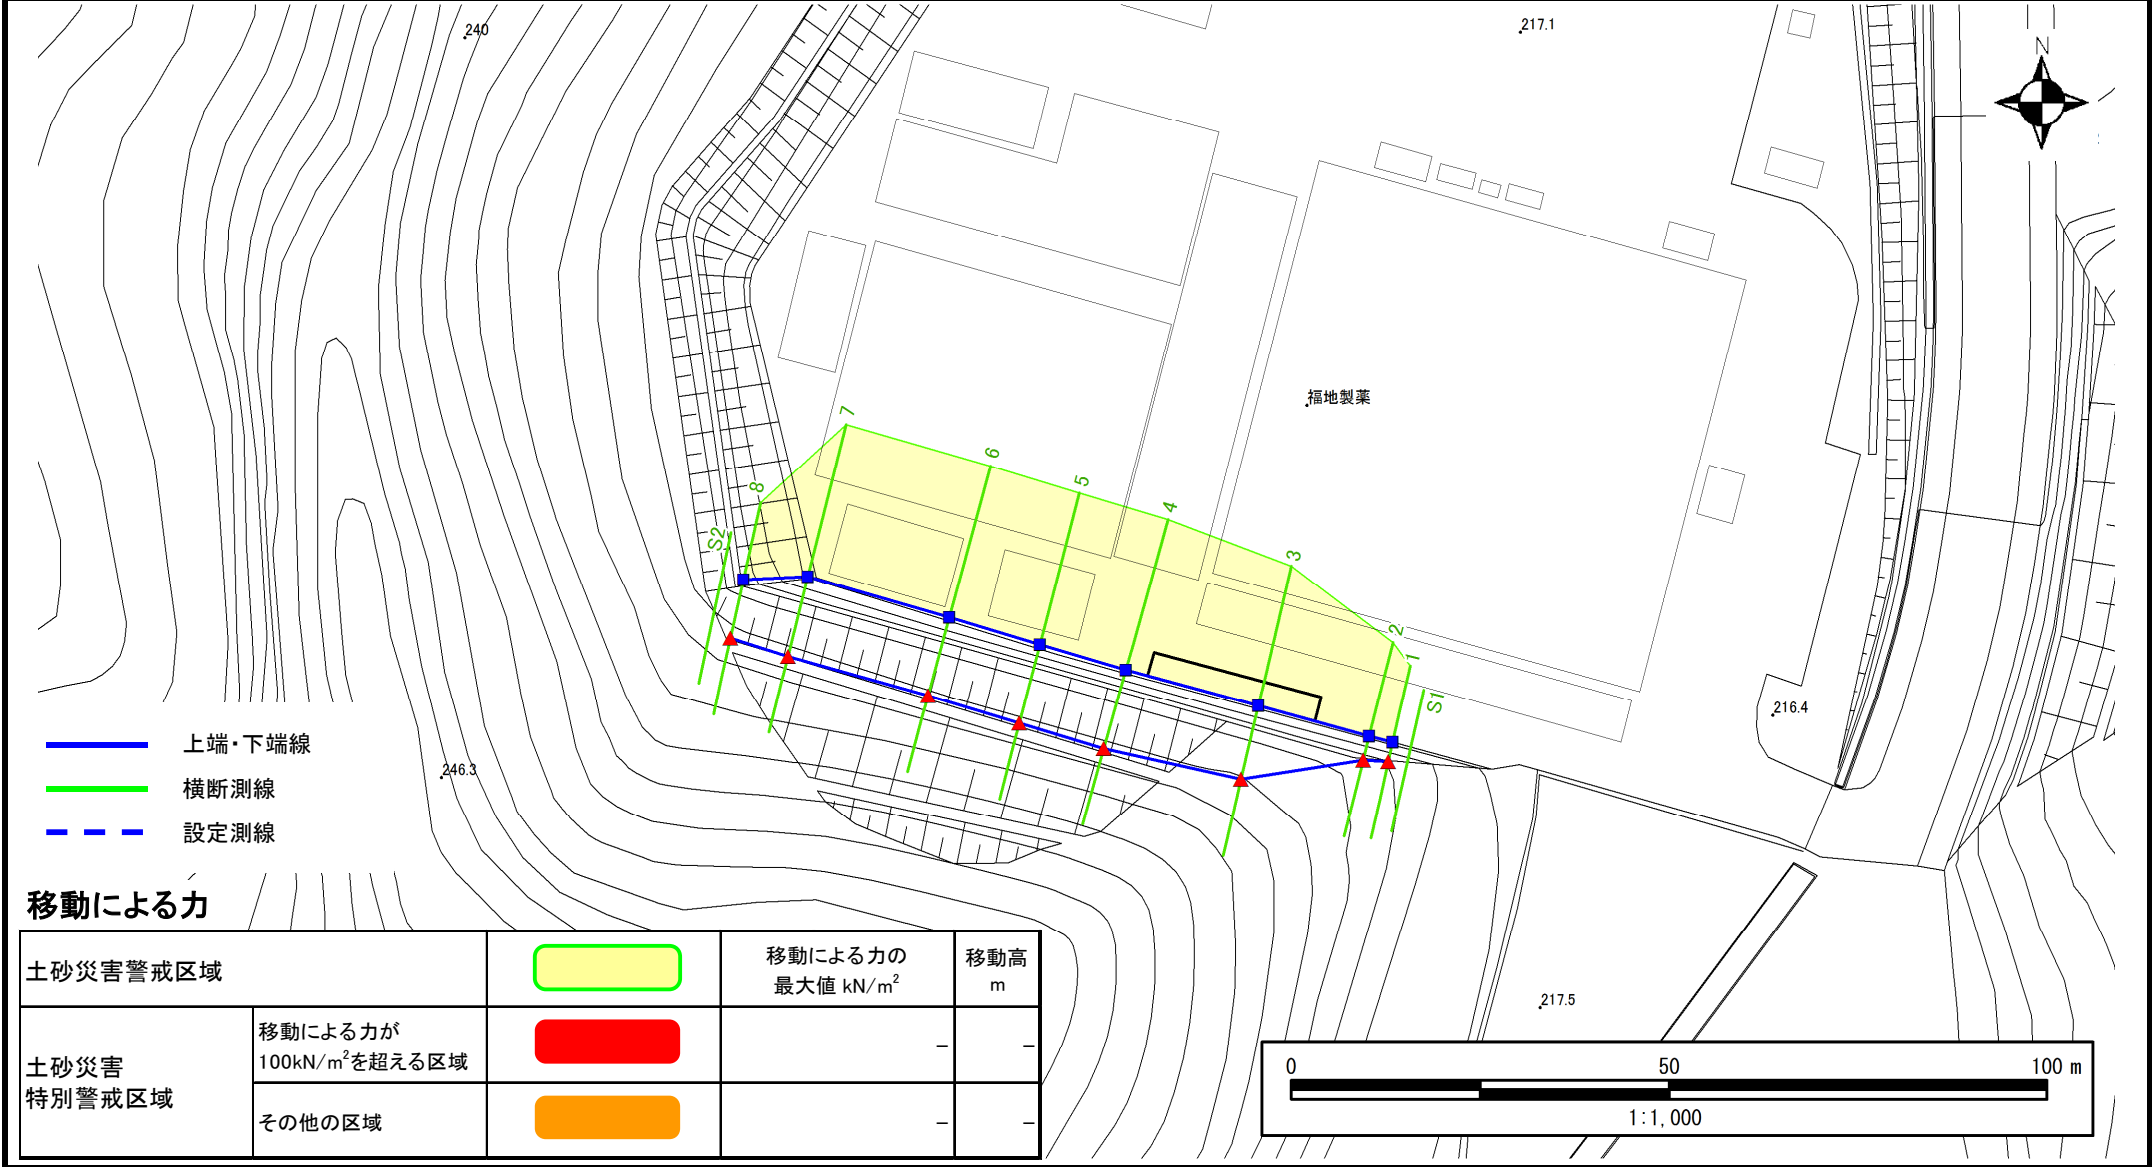 240
217.1
N
福地製薬
7
6
5
4
3
2
1
8
S2
S1
216.4
246.3
217.5
上端・下端線
横断測線
設定測線
移動による力
土砂災害警戒区域
移動による力の
最大値 kN/m²
移動高
m
土砂災害
特別警戒区域
移動による力が
100kN/m²を超える区域
－ －
その他の区域
－ －
0 50 100 m
1:1,000